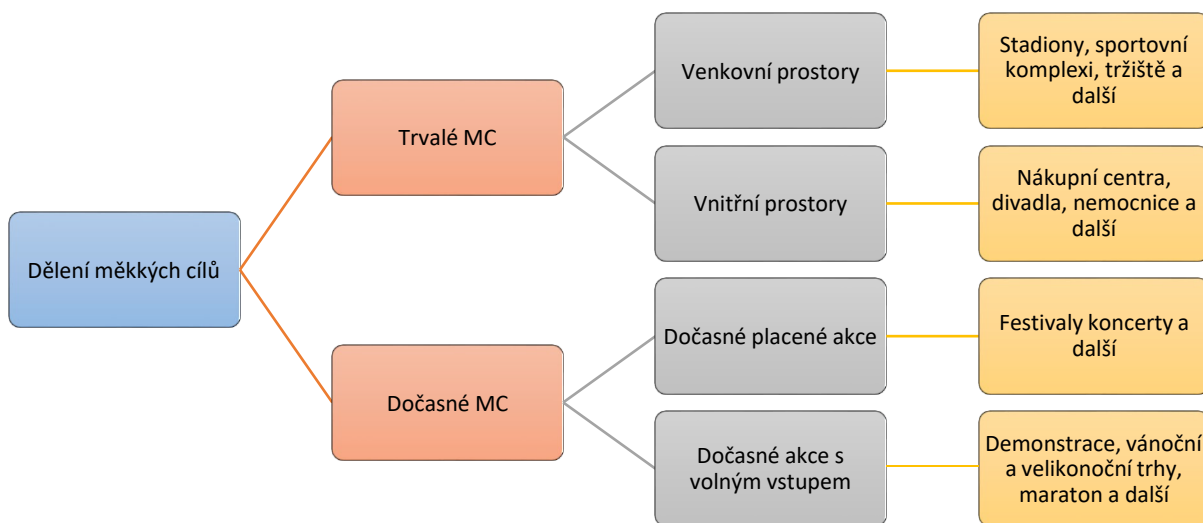 Dělení měkkých cílů
Trvalé MC
Venkovní prostory
Stadiony, sportovní
komplexi, tržiště a
další
Vnitřní prostory
Nákupní centra,
divadla, nemocnice a
další
Dočasné MC
Dočasné placené akce
Festivaly koncerty a
další
Dočasné akce s
volným vstupem
Demonstrace, vánoční
a velikonoční trhy,
maraton a další